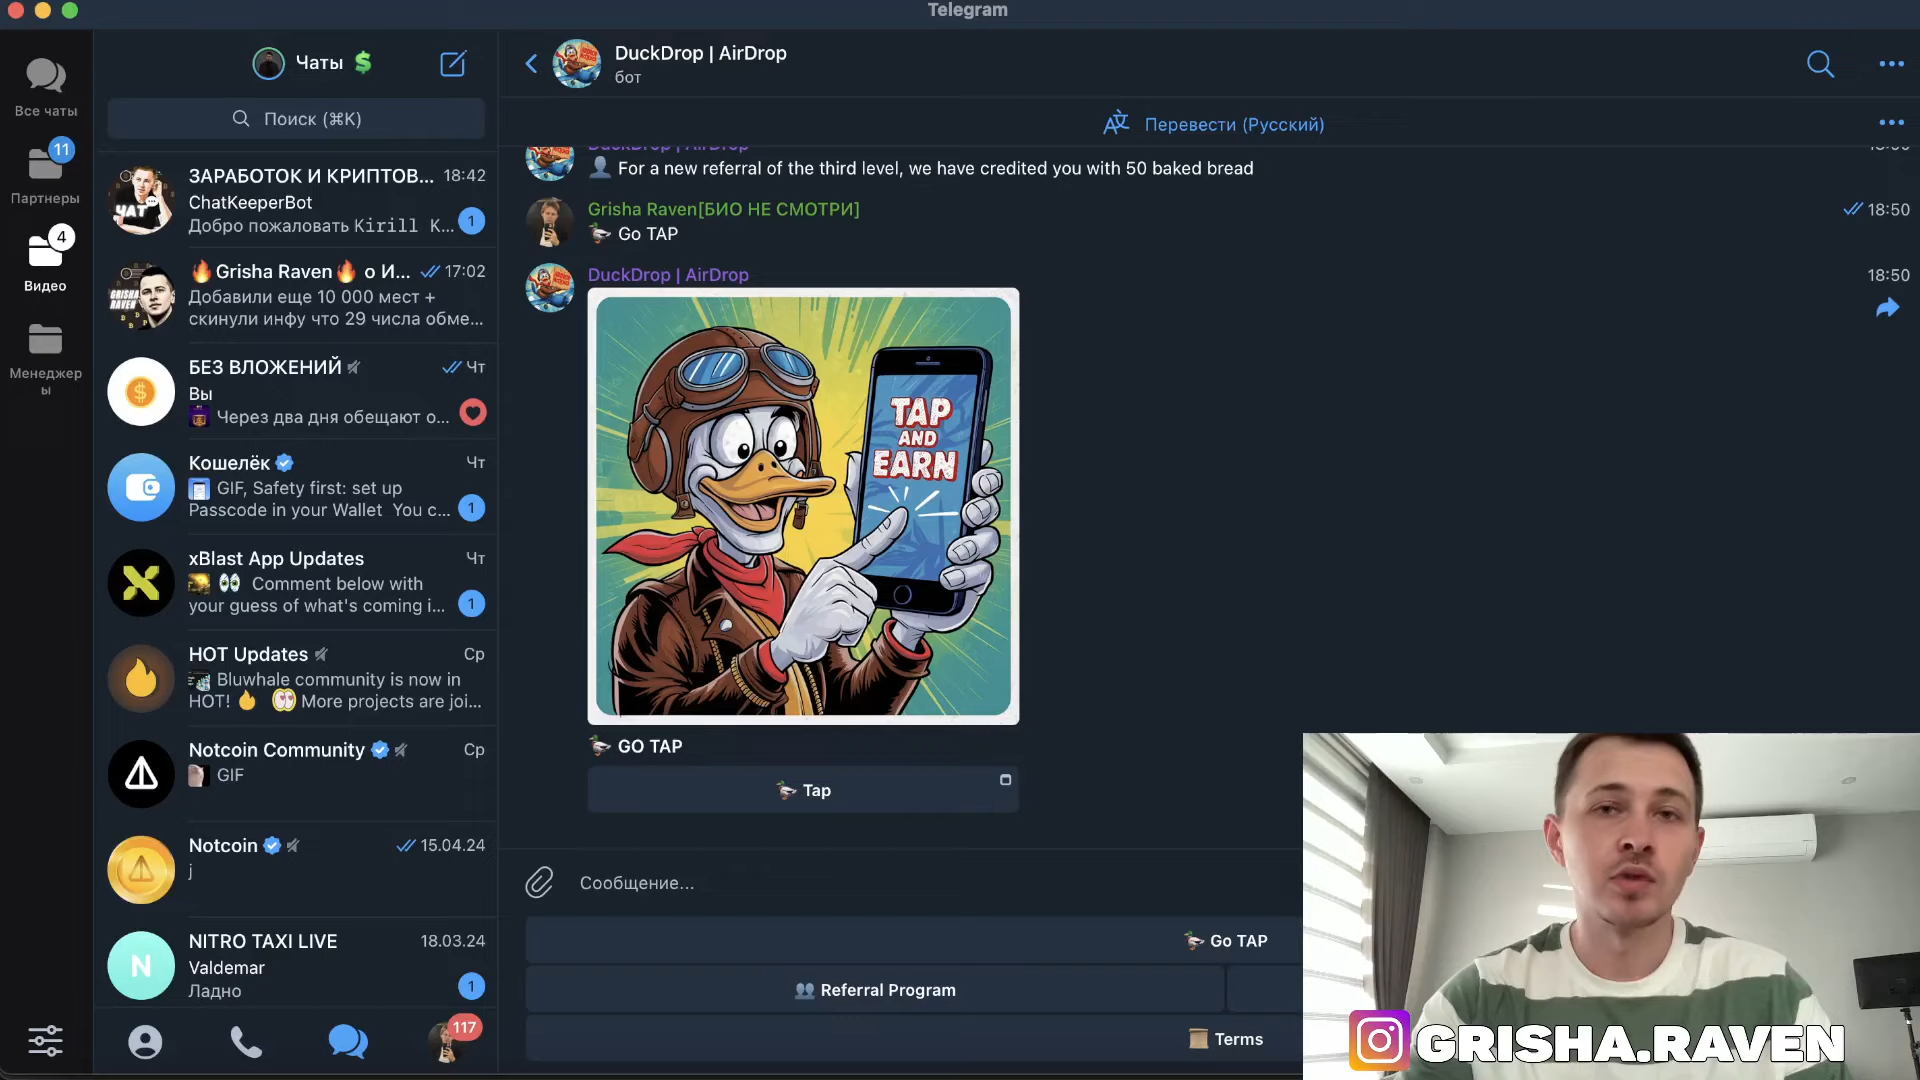 Telegram
Все чаты
11
Партнеры
4
Видео
Менеджер
ы
Чаты
Поиск (⌘K)
ЗАРАБОТОК И КРИПТОВ... 18:42
ChatKeeperBot
Добро пожаловать Kirill K... 1
Grisha Raven о И... 17:02
Добавили еще 10 000 мест +
скинули инфу что 29 числа обме...
БЕЗ ВЛОЖЕНИЙ Чт
Вы
Через два дня обещают о...
Кошелёк Чт
GIF, Safety first: set up
Passcode in your Wallet You c... 1
xBlast App Updates Чт
Comment below with
your guess of what's coming i... 1
HOT Updates Ср
Bluwhale community is now in
HOT! More projects are joi...
Notcoin Community Ср
GIF
Notcoin 15.04.24
j
N
NITRO TAXI LIVE 18.03.24
Valdemar
Ладно 1
117
DuckDrop | AirDrop
бот
Перевести (Русский)
DuckDrop | AirDrop
For a new referral of the third level, we have credited you with 50 baked bread
Grisha Raven[БИО НЕ СМОТРИ] 18:50
Go TAP
DuckDrop | AirDrop 18:50
TAP
AND
EARN
GO TAP
Tap
Сообщение...
Go TAP
Referral Program
Terms
GRISHA.RAVEN